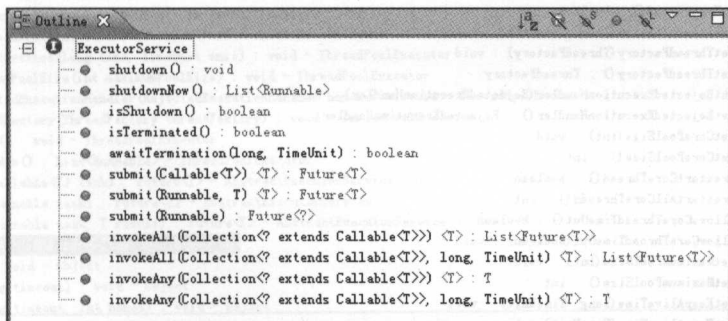 Outline
ExecutorService
shutdown() : void
shutdownNow() : List<Runnable>
isShutdown() : boolean
isTerminated() : boolean
awaitTermination(long, TimeUnit) : boolean
submit(Callable<T>) <T> : Future<T>
submit(Runnable, T) <T> : Future<T>
submit(Runnable) : Future<?>
invokeAll(Collection<? extends Callable<T>>) <T> : List<Future<T>>
invokeAll(Collection<? extends Callable<T>>, long, TimeUnit) <T> : List<Future<T>>
invokeAny(Collection<? extends Callable<T>>) <T> : T
invokeAny(Collection<? extends Callable<T>>, long, TimeUnit) <T> : T